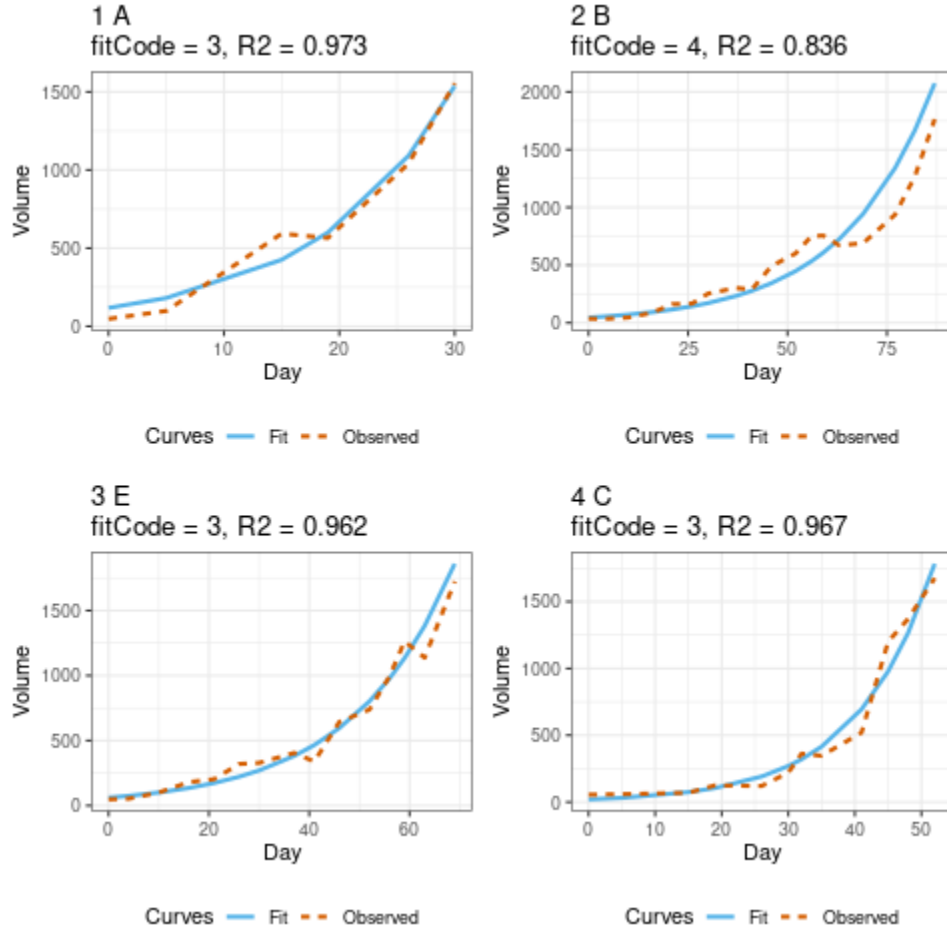 1 A
fitCode = 3, R2 = 0.973
1500
1000
500
0
Volume
0 10 20 30
Day
Curves Fit Observed
2 B
fitCode = 4, R2 = 0.836
2000
1500
1000
500
0
Volume
0 25 50 75
Day
Curves Fit Observed
3 E
fitCode = 3, R2 = 0.962
1500
1000
500
0
Volume
0 20 40 60
Day
Curves Fit Observed
4 C
fitCode = 3, R2 = 0.967
1500
1000
500
0
Volume
0 10 20 30 40 50
Day
Curves Fit Observed